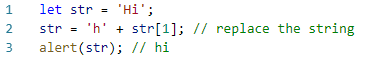 1 let str = 'Hi';
2 str = 'h' + str[1]; // replace the string
3 alert(str); // hi